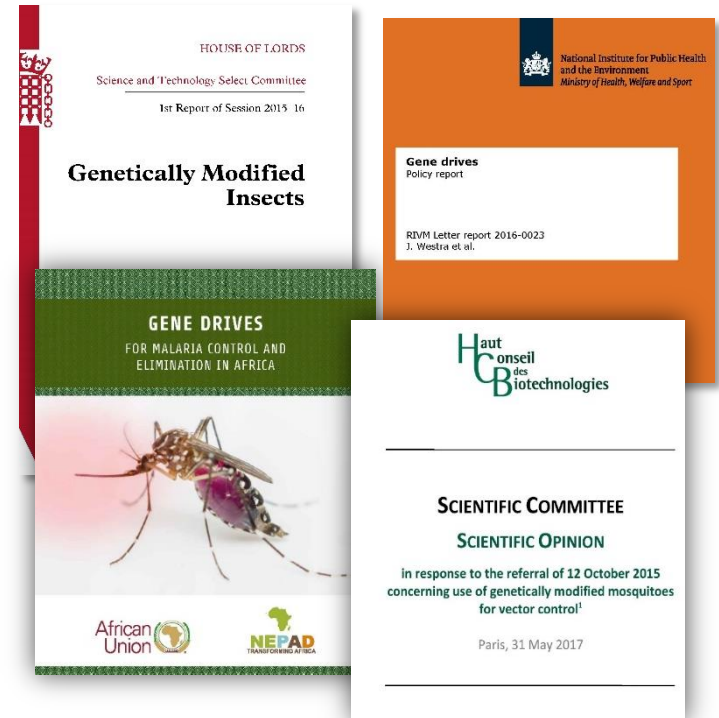 HOUSE OF LORDS
Science and Technology Select Committee
1st Report of Session 2015 16
Genetically Modified
Insects
National Institute for Public Health
and the Environment
Ministry of Health, Welfare and Sport
Gene drives
Policy report
RIVM Letter report 2016-0023
J. Westra et al.
GENE DRIVES
FOR MALARIA CONTROL AND
ELIMINATION IN AFRICA
African
Union
NEPAD
TRANSFORMING AFRICA
Haut
Conseil
des
Biotechnologies
SCIENTIFIC COMMITTEE
SCIENTIFIC OPINION
in response to the referral of 12 October 2015
concerning use of genetically modified mosquitoes
for vector control¹
Paris, 31 May 2017